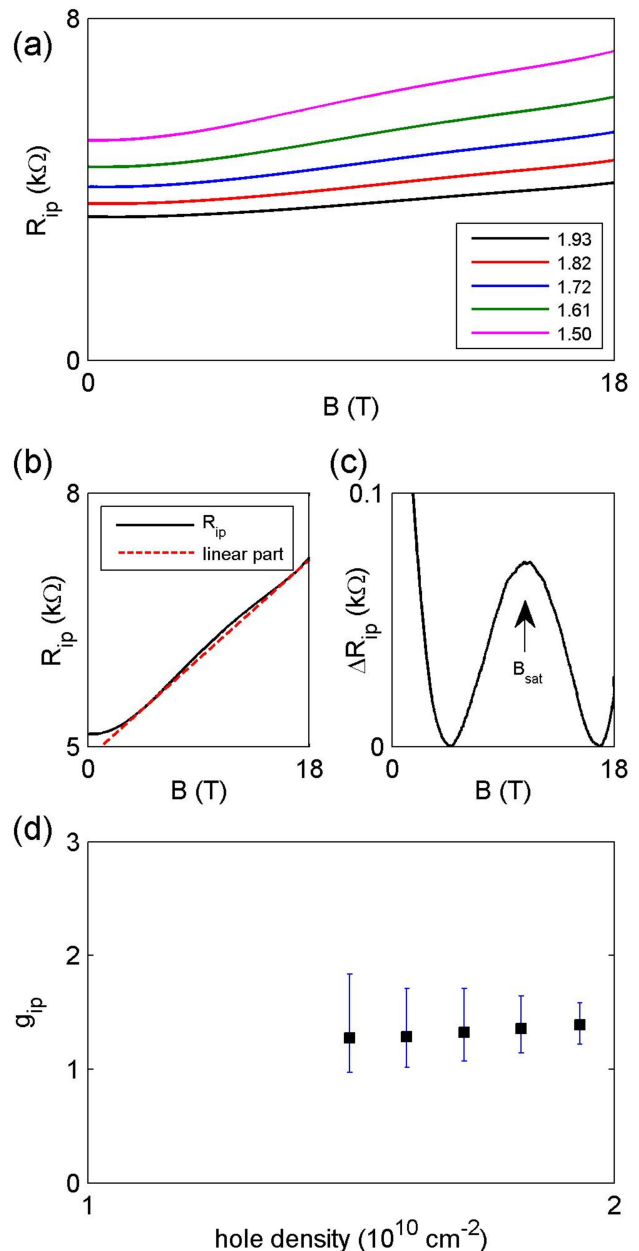 (a)
8
R_ip (kΩ)
1.93
1.82
1.72
1.61
1.50
0
0
18
B (T)
(b)
8
R_ip (kΩ)
R_ip
linear part
5
0
18
B (T)
(c)
0.1
ΔR_ip (kΩ)
B_sat
0
0
18
B (T)
(d)
3
2
g_ip
1
0
1
2
hole density (10^10 cm^-2)